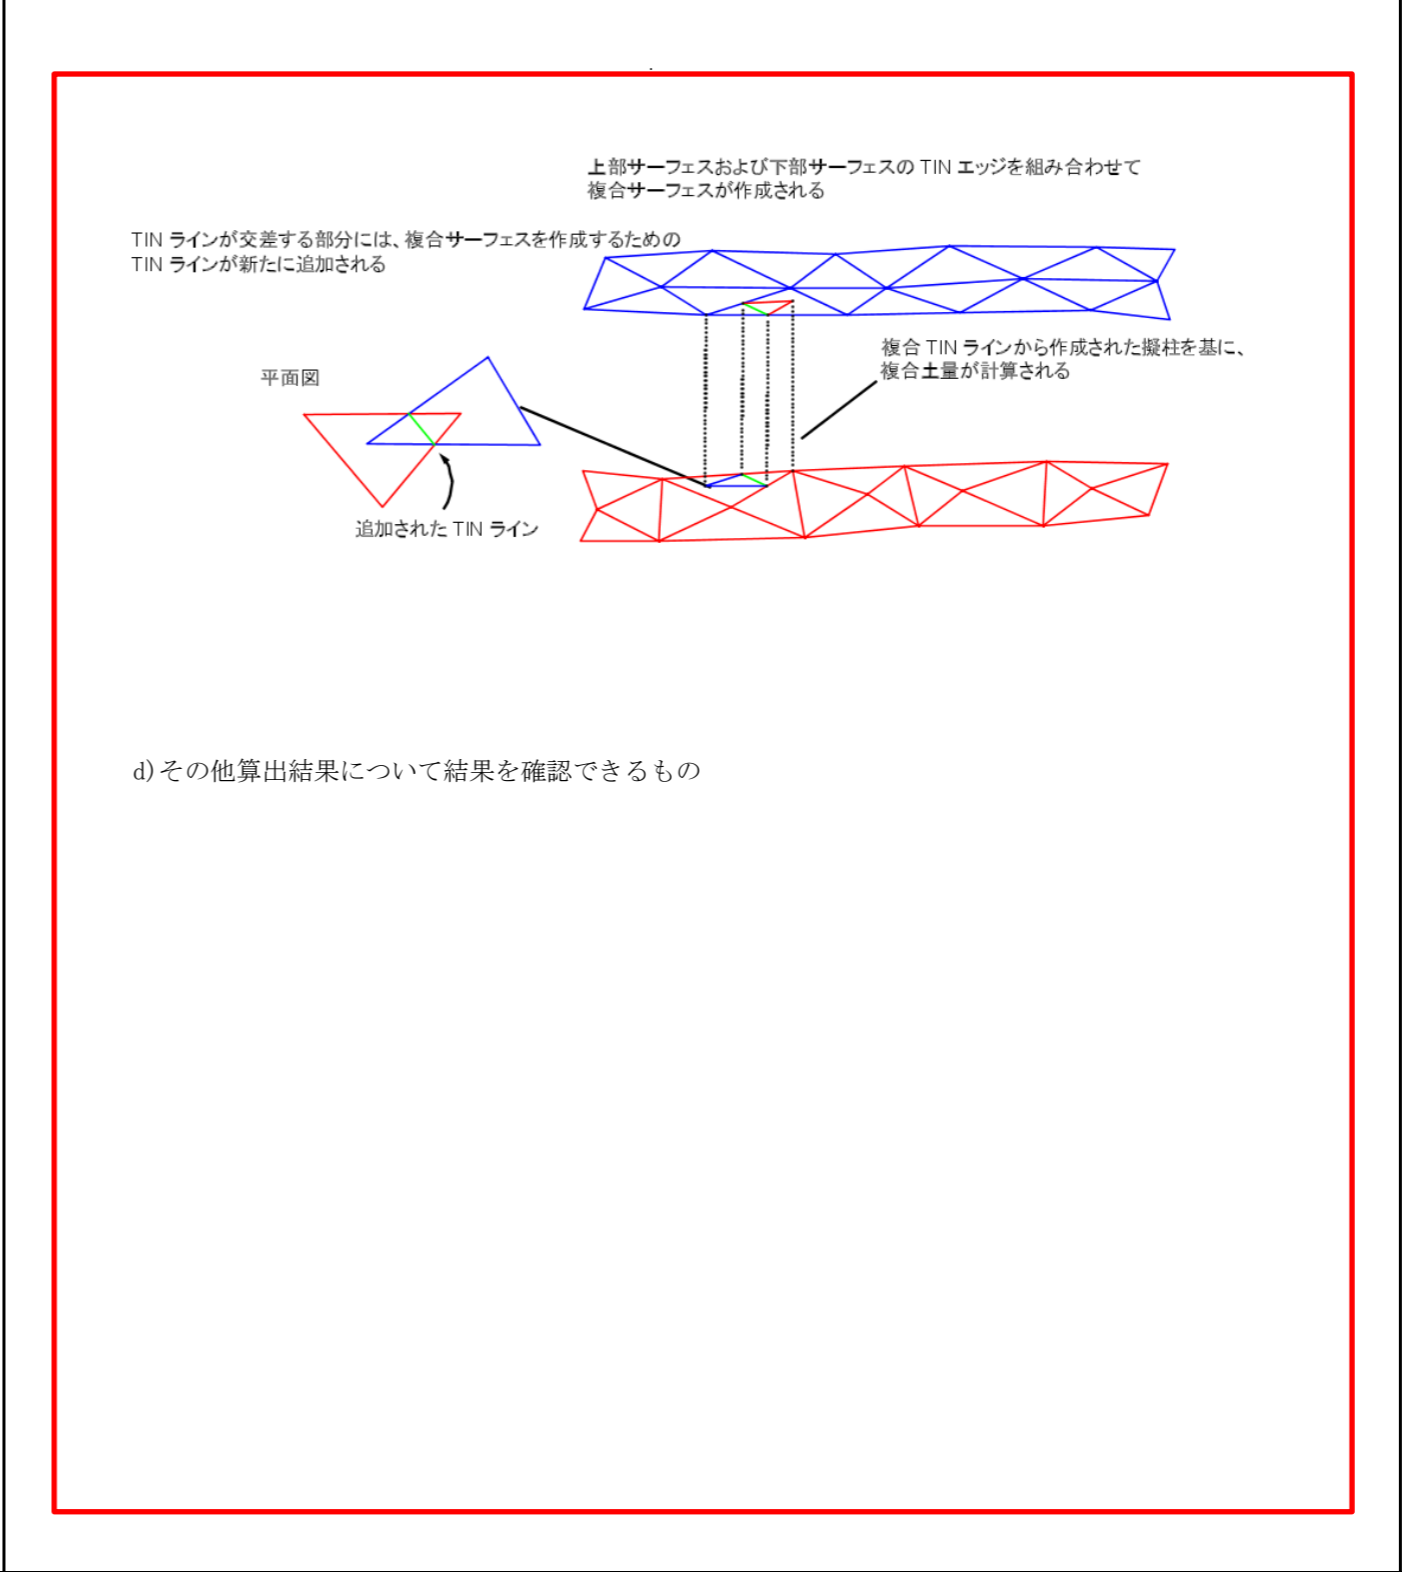 上部サーフェスおよび下部サーフェスの TIN エッジを組み合わせて
複合サーフェスが作成される
TIN ラインが交差する部分には、複合サーフェスを作成するための
TIN ラインが新たに追加される
複合 TIN ラインから作成された擬柱を基に、
複合土量が計算される
平面図
追加された TIN ライン
d)その他算出結果について結果を確認できるもの